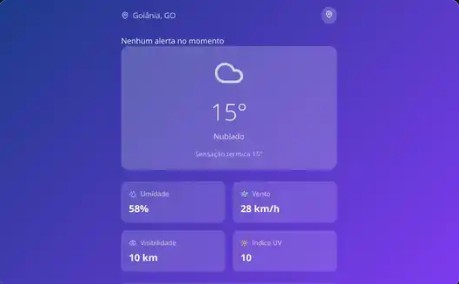 Goiânia, GO
Nenhum alerta no momento
15°
Nublado
Sensação térmica 15°
Umidade
Vento
58%
28 km/h
Visibilidade
Índice UV
10 km
10